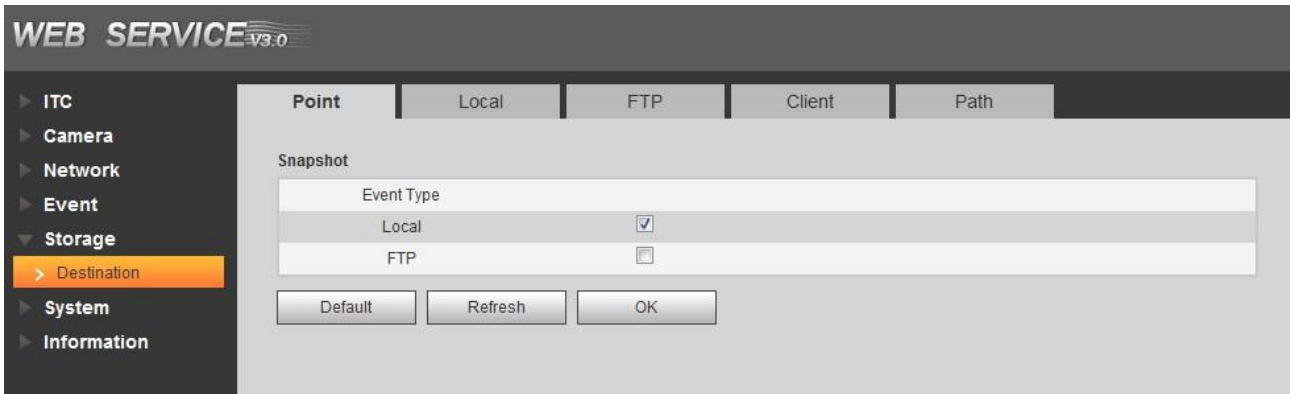 WEB SERVICE V3.0
ITC
Camera
Network
Event
Storage
Destination
System
Information
Point Local FTP Client Path
Snapshot
Event Type
Local
FTP
Default Refresh OK